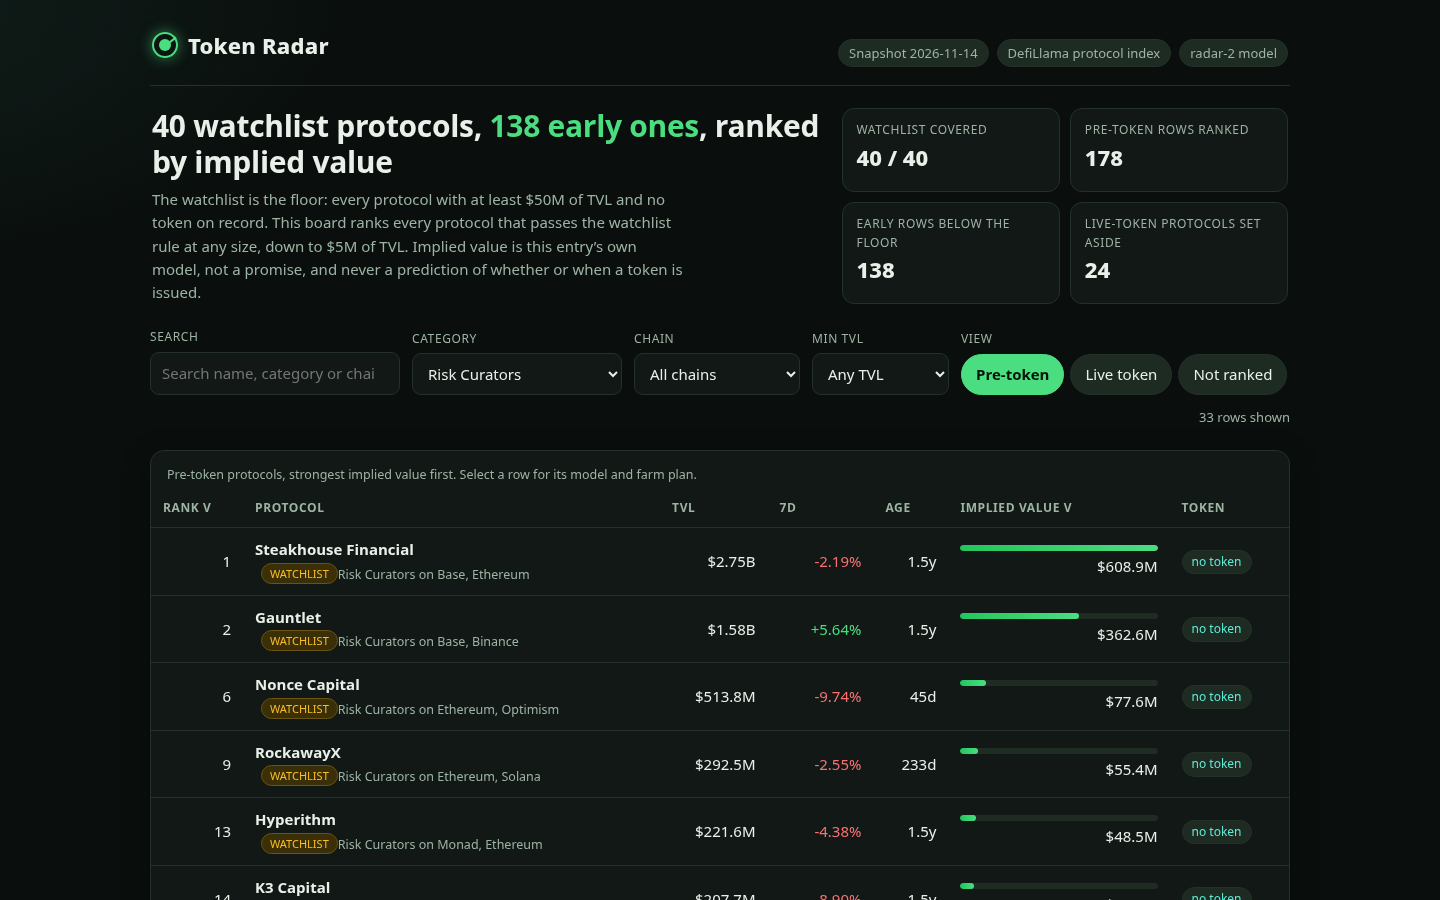 Token Radar
Snapshot 2026-11-14
DefiLlama protocol index
radar-2 model
40 watchlist protocols, 138 early ones, ranked
by implied value
The watchlist is the floor: every protocol with at least $50M of TVL and no
token on record. This board ranks every protocol that passes the watchlist
rule at any size, down to $5M of TVL. Implied value is this entry’s own
model, not a promise, and never a prediction of whether or when a token is
issued.
WATCHLIST COVERED
40 / 40
PRE-TOKEN ROWS RANKED
178
EARLY ROWS BELOW THE
FLOOR
138
LIVE-TOKEN PROTOCOLS SET
ASIDE
24
SEARCH
Search name, category or chai
CATEGORY
Risk Curators
CHAIN
All chains
MIN TVL
Any TVL
VIEW
Pre-token
Live token
Not ranked
33 rows shown
Pre-token protocols, strongest implied value first. Select a row for its model and farm plan.
RANK V PROTOCOL TVL 7D AGE IMPLIED VALUE V TOKEN
1 Steakhouse Financial $2.75B -2.19% 1.5y $608.9M no token
WATCHLIST Risk Curators on Base, Ethereum
2 Gauntlet $1.58B +5.64% 1.5y $362.6M no token
WATCHLIST Risk Curators on Base, Binance
6 Nonce Capital $513.8M -9.74% 45d $77.6M no token
WATCHLIST Risk Curators on Ethereum, Optimism
9 RockawayX $292.5M -2.55% 233d $55.4M no token
WATCHLIST Risk Curators on Ethereum, Solana
13 Hyperithm $221.6M -4.38% 1.5y $48.5M no token
WATCHLIST Risk Curators on Monad, Ethereum
K3 Capital